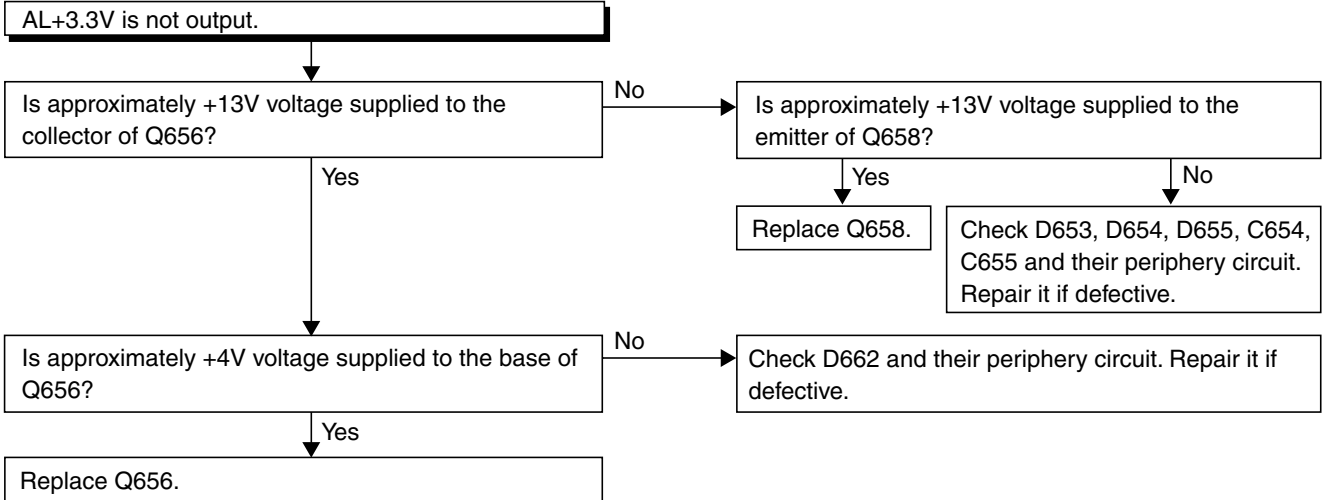 AL+3.3V is not output.
Is approximately +13V voltage supplied to the
collector of Q656?
No
Is approximately +13V voltage supplied to the
emitter of Q658?
Yes
Yes
No
Replace Q658.
Check D653, D654, D655, C654,
C655 and their periphery circuit.
Repair it if defective.
Is approximately +4V voltage supplied to the base of
Q656?
No
Check D662 and their periphery circuit. Repair it if
defective.
Yes
Replace Q656.